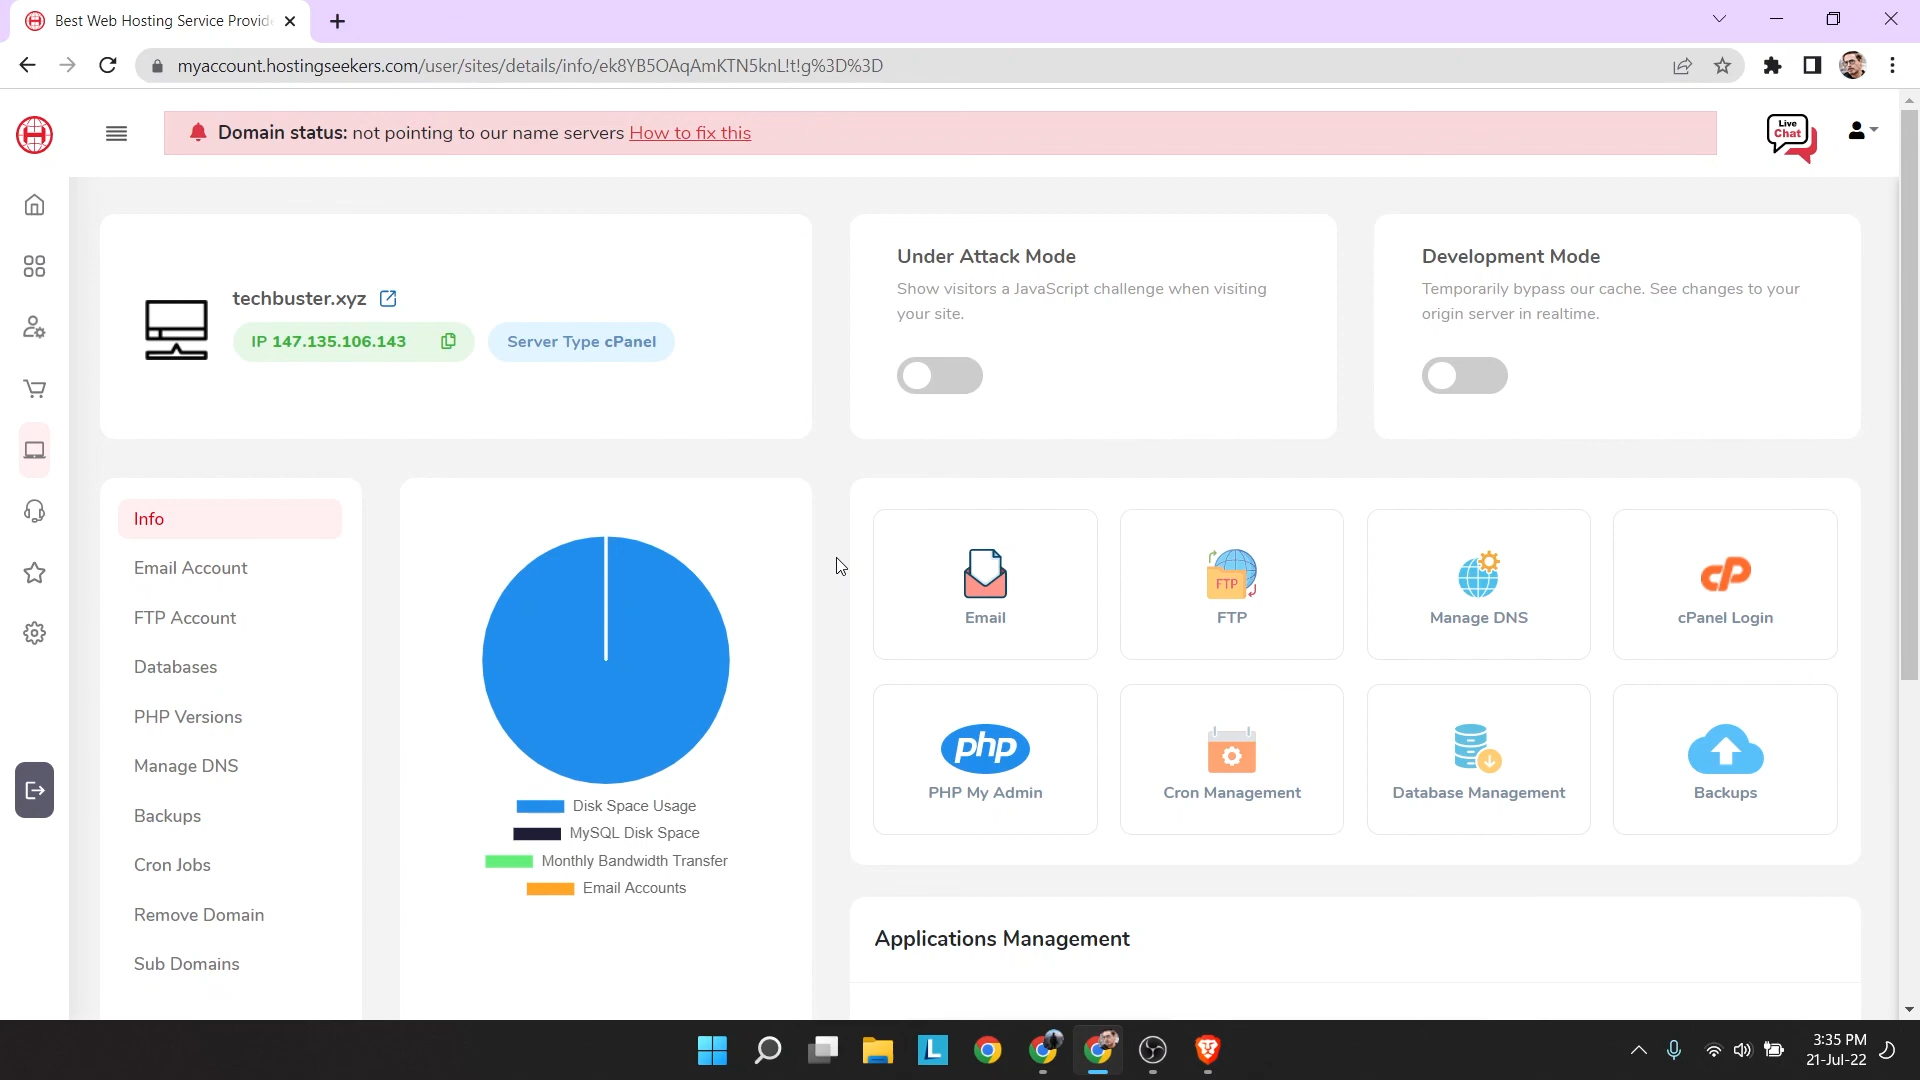 Best Web Hosting Service Provide
myaccount.hostingseekers.com/user/sites/details/info/ek8YB5OAqAmKTN5knL!t!g%3D%3D
Domain status: not pointing to our name servers How to fix this
Live
Chat
techbuster.xyz
IP 147.135.106.143
Server Type cPanel
Under Attack Mode
Show visitors a JavaScript challenge when visiting
your site.
Development Mode
Temporarily bypass our cache. See changes to your
origin server in realtime.
Info
Email Account
FTP Account
Databases
PHP Versions
Manage DNS
Backups
Cron Jobs
Remove Domain
Sub Domains
Disk Space Usage
MySQL Disk Space
Monthly Bandwidth Transfer
Email Accounts
Email
FTP
FTP
Manage DNS
cP
cPanel Login
php
PHP My Admin
Cron Management
Database Management
Backups
Applications Management
L
3:35 PM
21-Jul-22